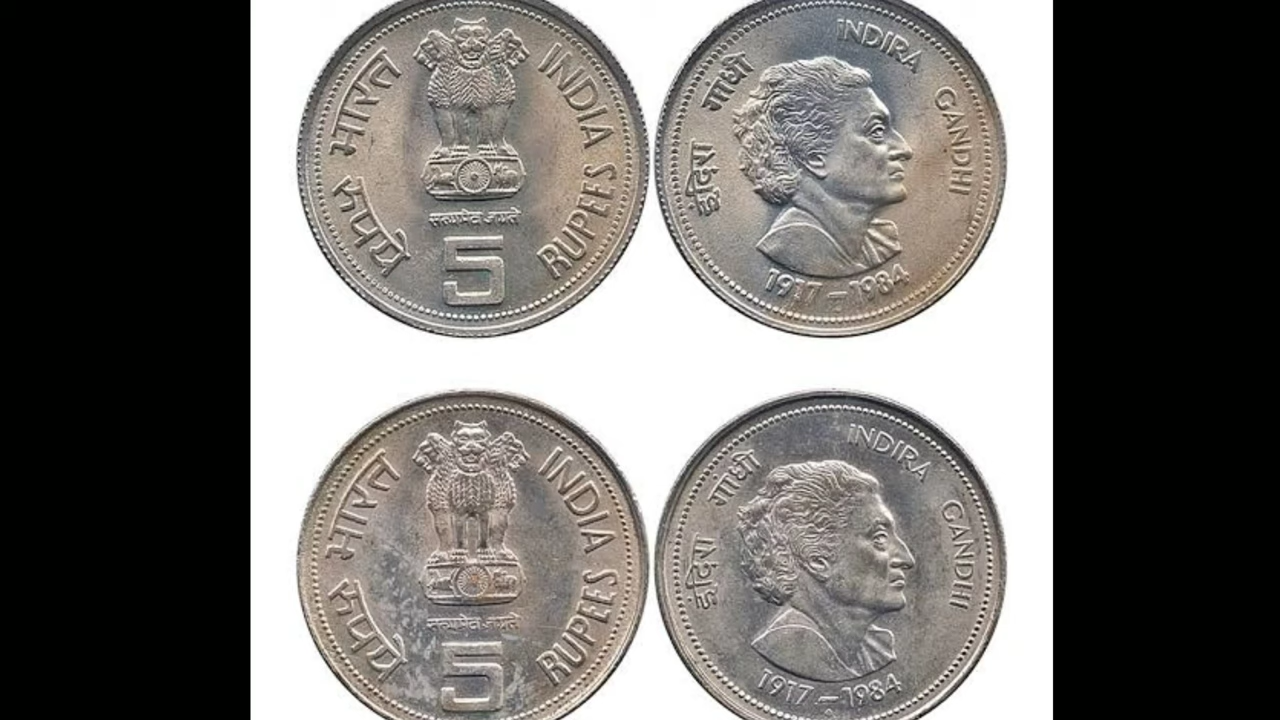 भारत
INDIA
रुपये
RUPEES
सत्यमेव जयते
5
इंदिरा गांधी
INDIRA GANDHI
1917-1984
भारत
INDIA
रुपये
RUPEES
सत्यमेव जयते
5
इंदिरा गांधी
INDIRA GANDHI
1917-1984